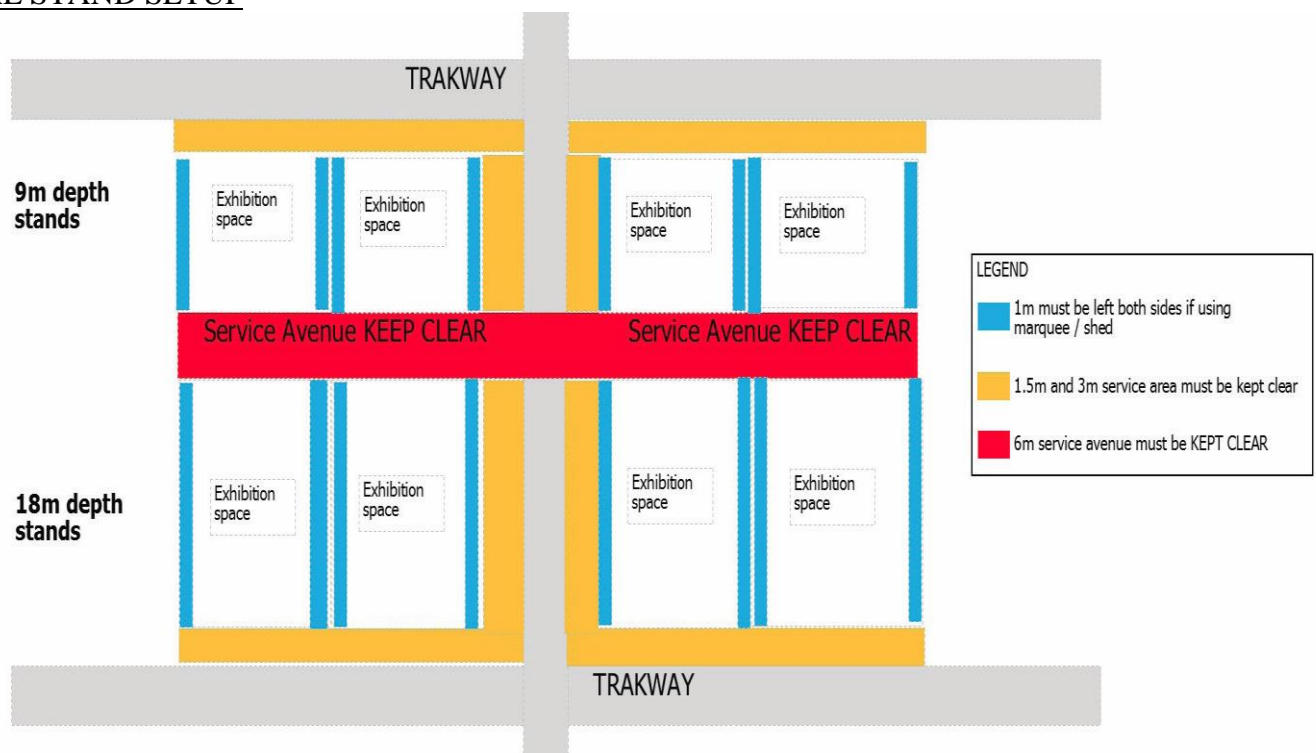 STAND SETUP
TRAKWAY
9m depth
stands
Exhibition
space
Exhibition
space
Exhibition
space
Exhibition
space
Service Avenue KEEP CLEAR
Service Avenue KEEP CLEAR
LEGEND
1m must be left both sides if using
marquee / shed
1.5m and 3m service area must be kept clear
6m service avenue must be KEPT CLEAR
18m depth
stands
Exhibition
space
Exhibition
space
Exhibition
space
Exhibition
space
TRAKWAY